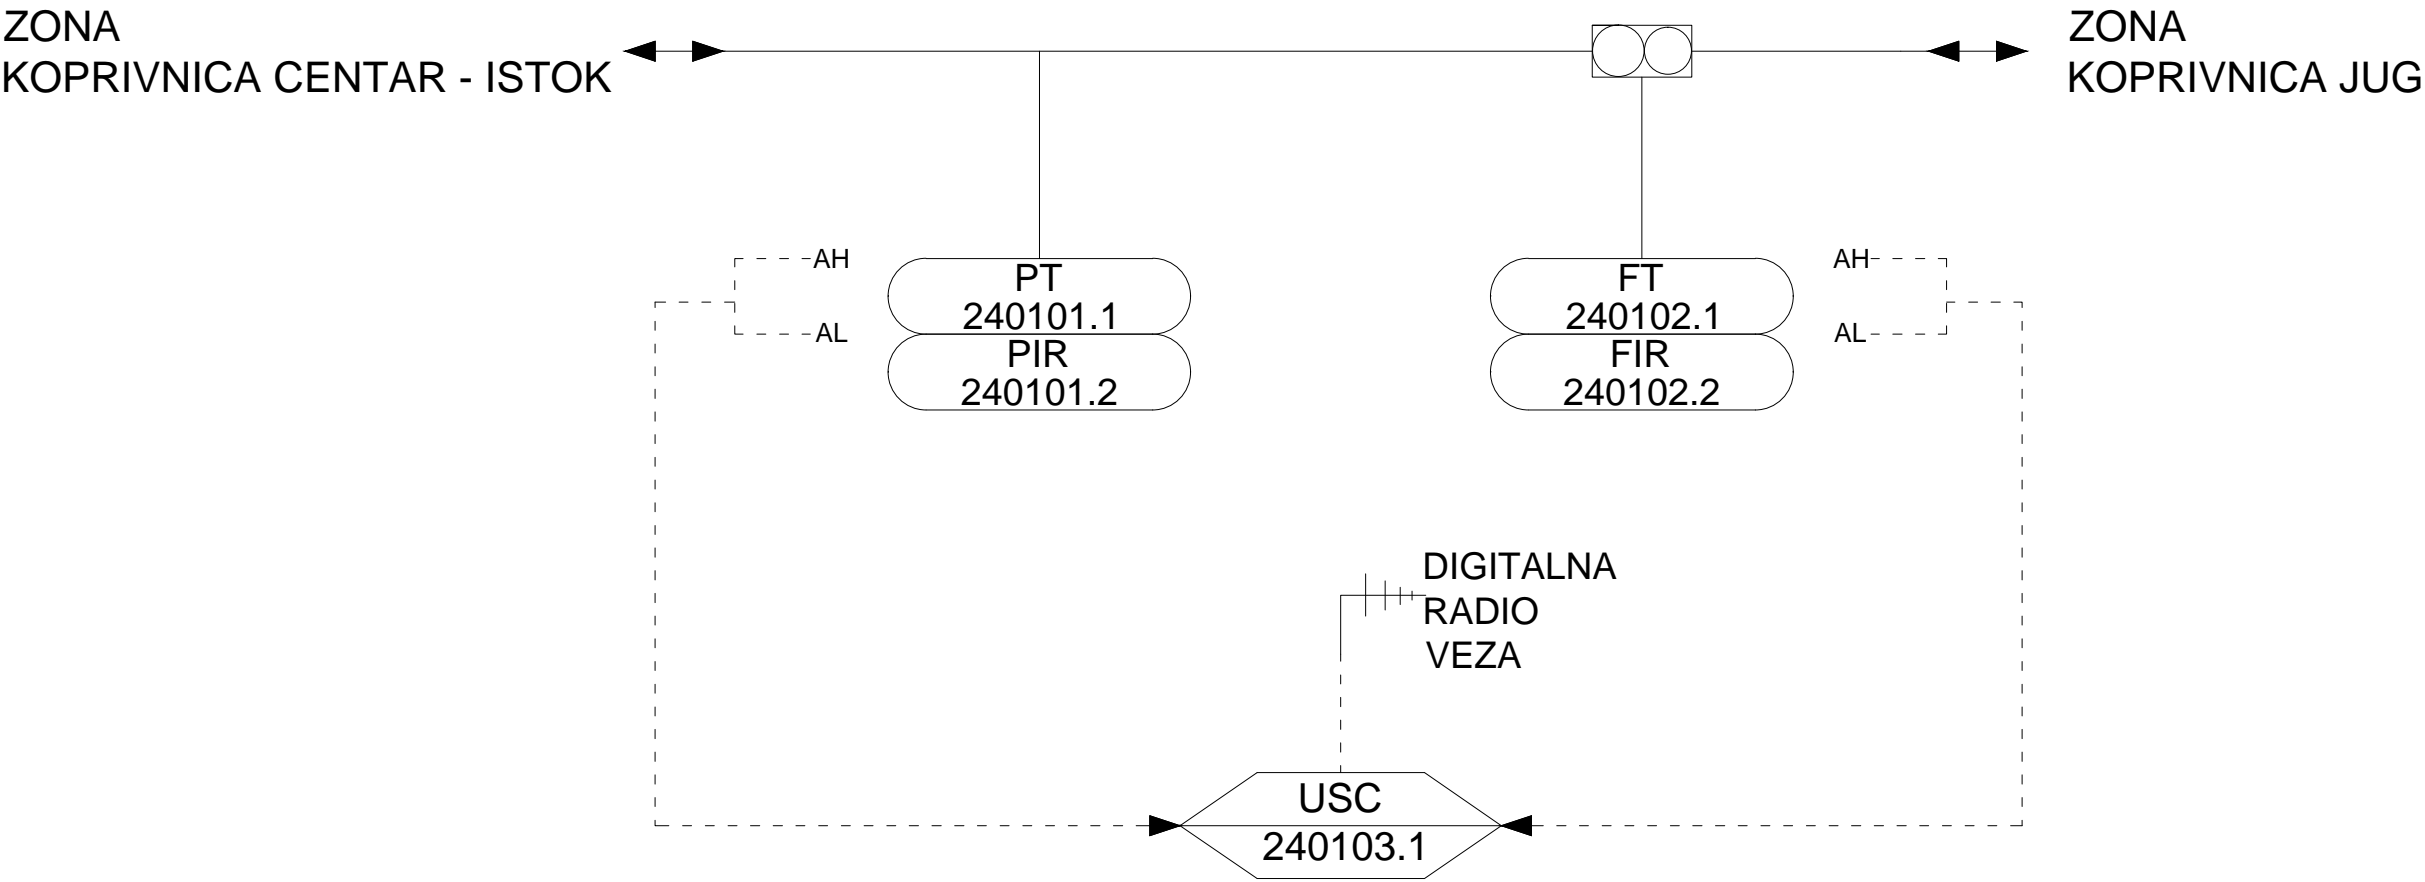 ZONA
KOPRIVNICA CENTAR - ISTOK
ZONA
KOPRIVNICA JUG
AH
AL
PT
240101.1
PIR
240101.2
FT
240102.1
FIR
240102.2
AH
AL
DIGITALNA
RADIO
VEZA
USC
240103.1